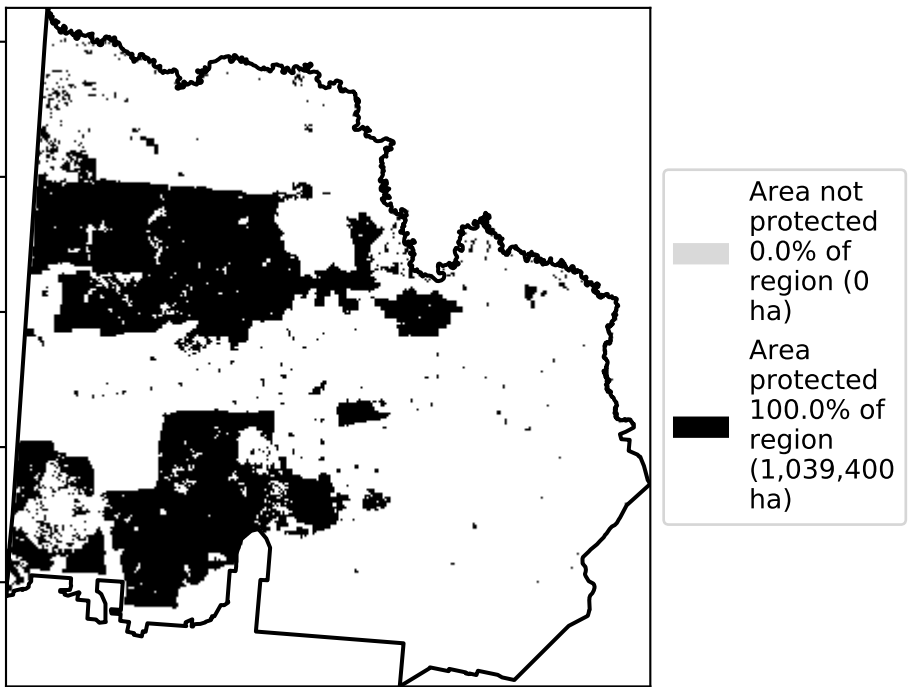 Area not
protected
0.0% of
region (0
ha)
Area
protected
100.0% of
region
(1,039,400
ha)